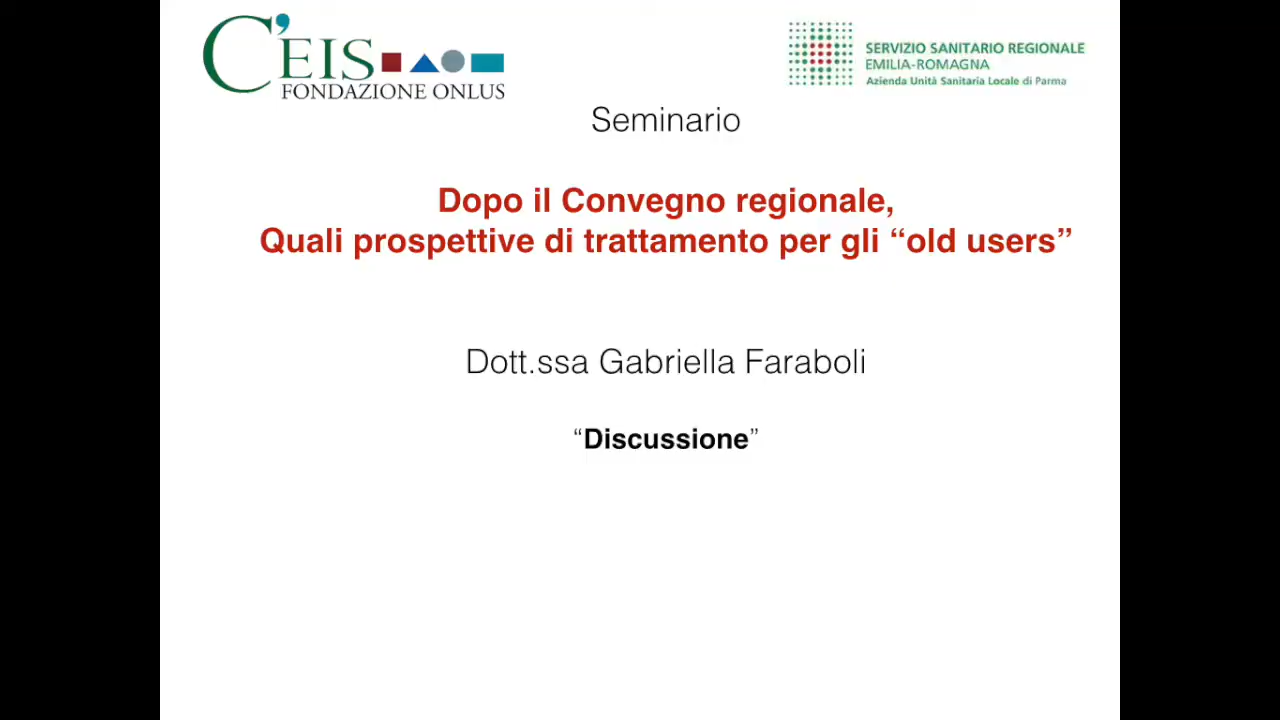 C'EIS
FONDAZIONE ONLUS
SERVIZIO SANITARIO REGIONALE
EMILIA-ROMAGNA
Azienda Unità Sanitaria Locale di Parma
Seminario
Dopo il Convegno regionale,
Quali prospettive di trattamento per gli “old users”
Dott.ssa Gabriella Faraboli
“Discussione”